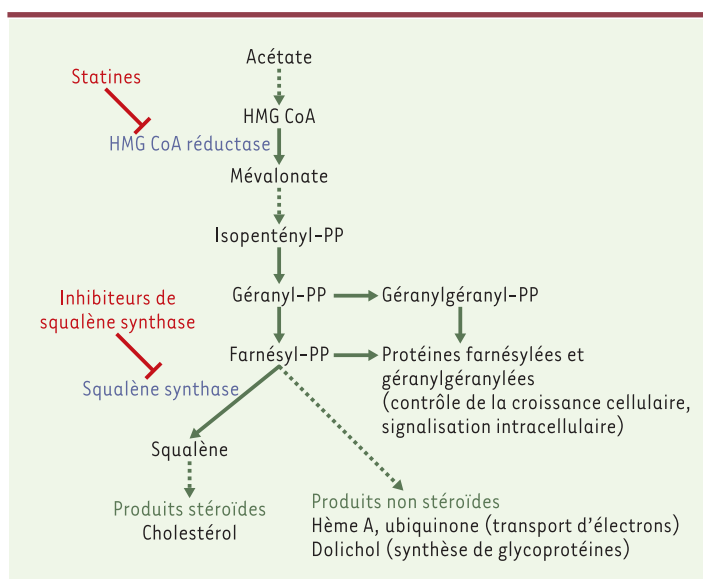 Acétate
Statines
HMG CoA
HMG CoA réductase
Mévalonate
Isopentényl-PP
Géranyl-PP
Géranylgéranyl-PP
Inhibiteurs de
squalène synthase
Farnésyl-PP
Protéines farnésylées et
géranylgéranylées
(contrôle de la croissance cellulaire,
signalisation intracellulaire)
Squalène synthase
Squalène
Produits stéroïdes
Cholestérol
Produits non stéroïdes
Hème A, ubiquinone (transport d'électrons)
Dolichol (synthèse de glycoprotéines)